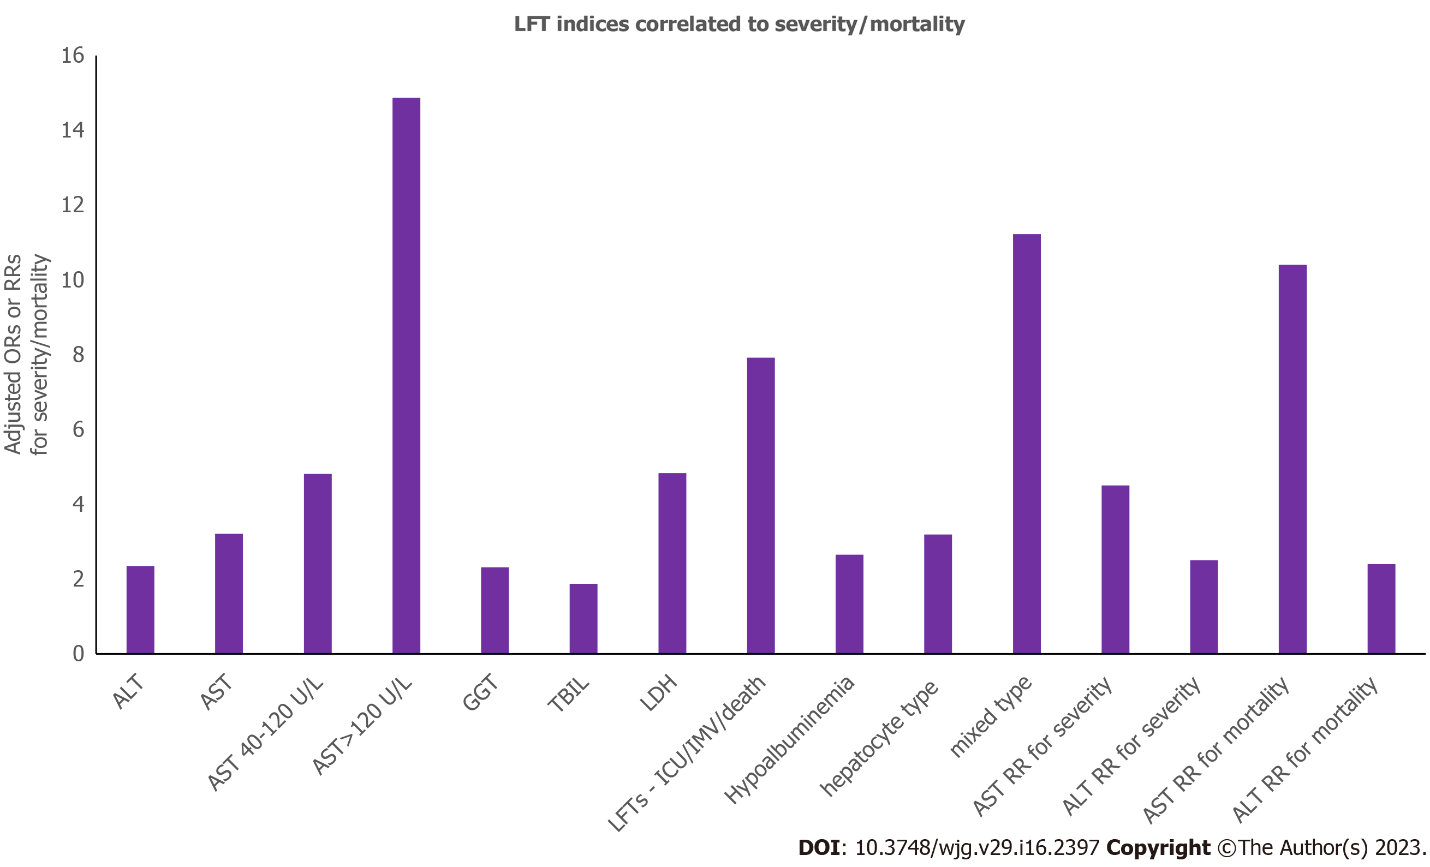 LFT indices correlated to severity/mortality
16
14
12
10
8
6
4
2
0
Adjusted ORs or RRs
for severity/mortality
ALT
AST
AST 40-120 U/L
AST>120 U/L
GGT
TBIL
LDH
LFTs - ICU/IMV/death
Hypoalbuminemia
hepatocyte type
mixed type
AST RR for severity
ALT RR for severity
AST RR for mortality
ALT RR for mortality
DOI: 10.3748/wjg.v29.i16.2397 Copyright ©The Author(s) 2023.